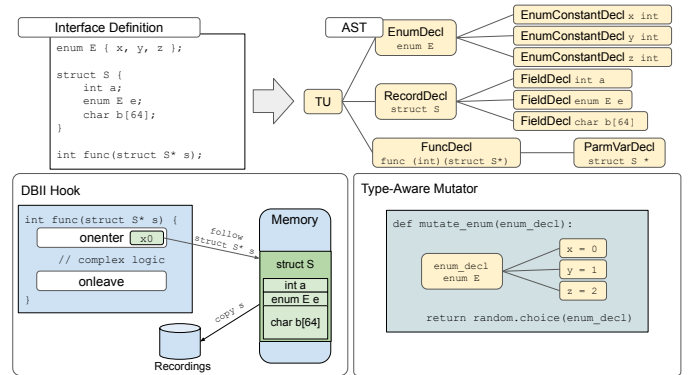 Interface Definition
enum E { x, y, z };
struct S {
int a;
enum E e;
char b[64];
}
int func(struct S* s);
AST
TU
EnumDecl
enum E
EnumConstantDecl x int
EnumConstantDecl y int
EnumConstantDecl z int
RecordDecl
struct S
FieldDecl int a
FieldDecl enum E e
FieldDecl char b[64]
FuncDecl
func (int)(struct S*)
ParmVarDecl
struct S *
DBII Hook
int func(struct S* s) {
onenter x0
// complex logic
onleave
}
follow
struct S* s
Memory
struct S
int a
enum E e
char b[64]
copy s
Recordings
Type-Aware Mutator
def mutate_enum(enum_decl):
enum_decl
enum E
x = 0
y = 1
z = 2
return random.choice(enum_decl)